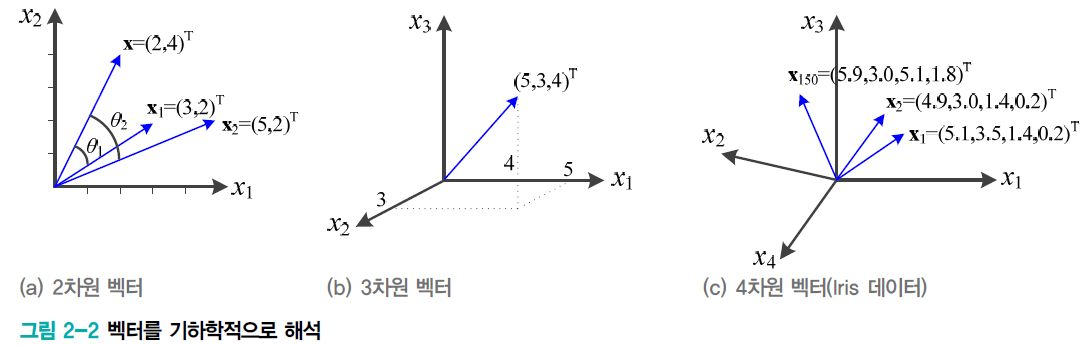 x₂
x=(2,4)ᵀ
x₁=(3,2)ᵀ
θ₂
x₂=(5,2)ᵀ
θ₁
x₁
(a) 2차원 벡터
x₃
(5,3,4)ᵀ
4
5
x₁
3
x₂
(b) 3차원 벡터
x₃
x₁₅₀=(5.9,3.0,5.1,1.8)ᵀ
x₂=(4.9,3.0,1.4,0.2)ᵀ
x₁=(5.1,3.5,1.4,0.2)ᵀ
x₂
x₁
x₄
(c) 4차원 벡터(Iris 데이터)
그림 2-2 벡터를 기하학적으로 해석